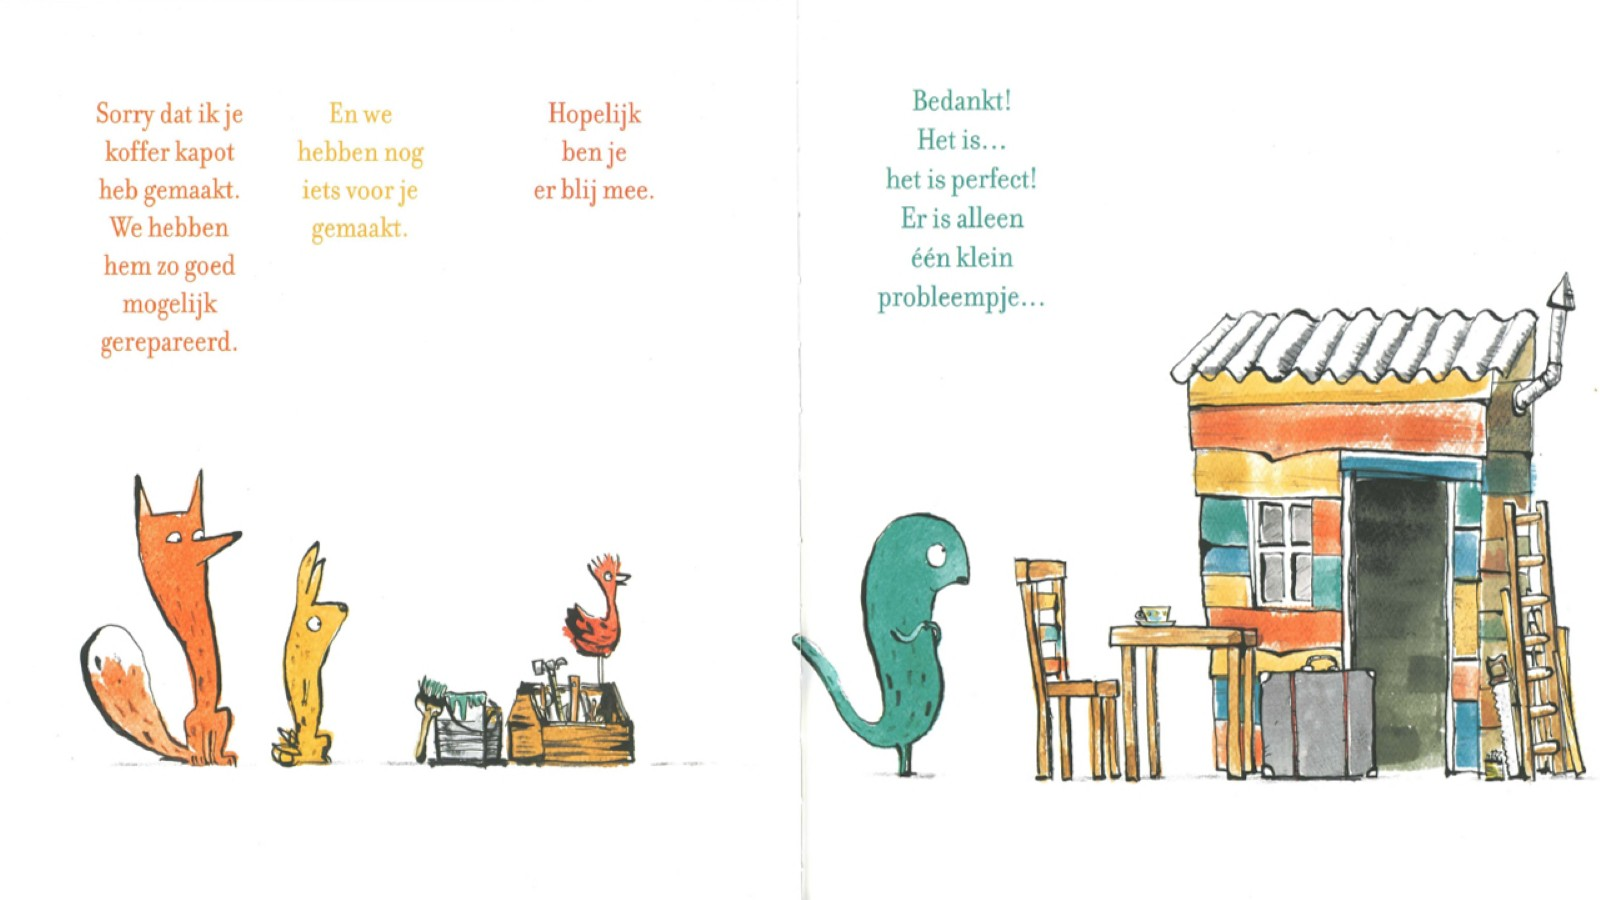 Sorry dat ik je
koffer kapot
heb gemaakt.
We hebben
hem zo goed
mogelijk
gerepareerd.
En we
hebben nog
iets voor je
gemaakt.
Hopelijk
ben je
er blij mee.
Bedankt!
Het is...
het is perfect!
Er is alleen
één klein
probleempje...